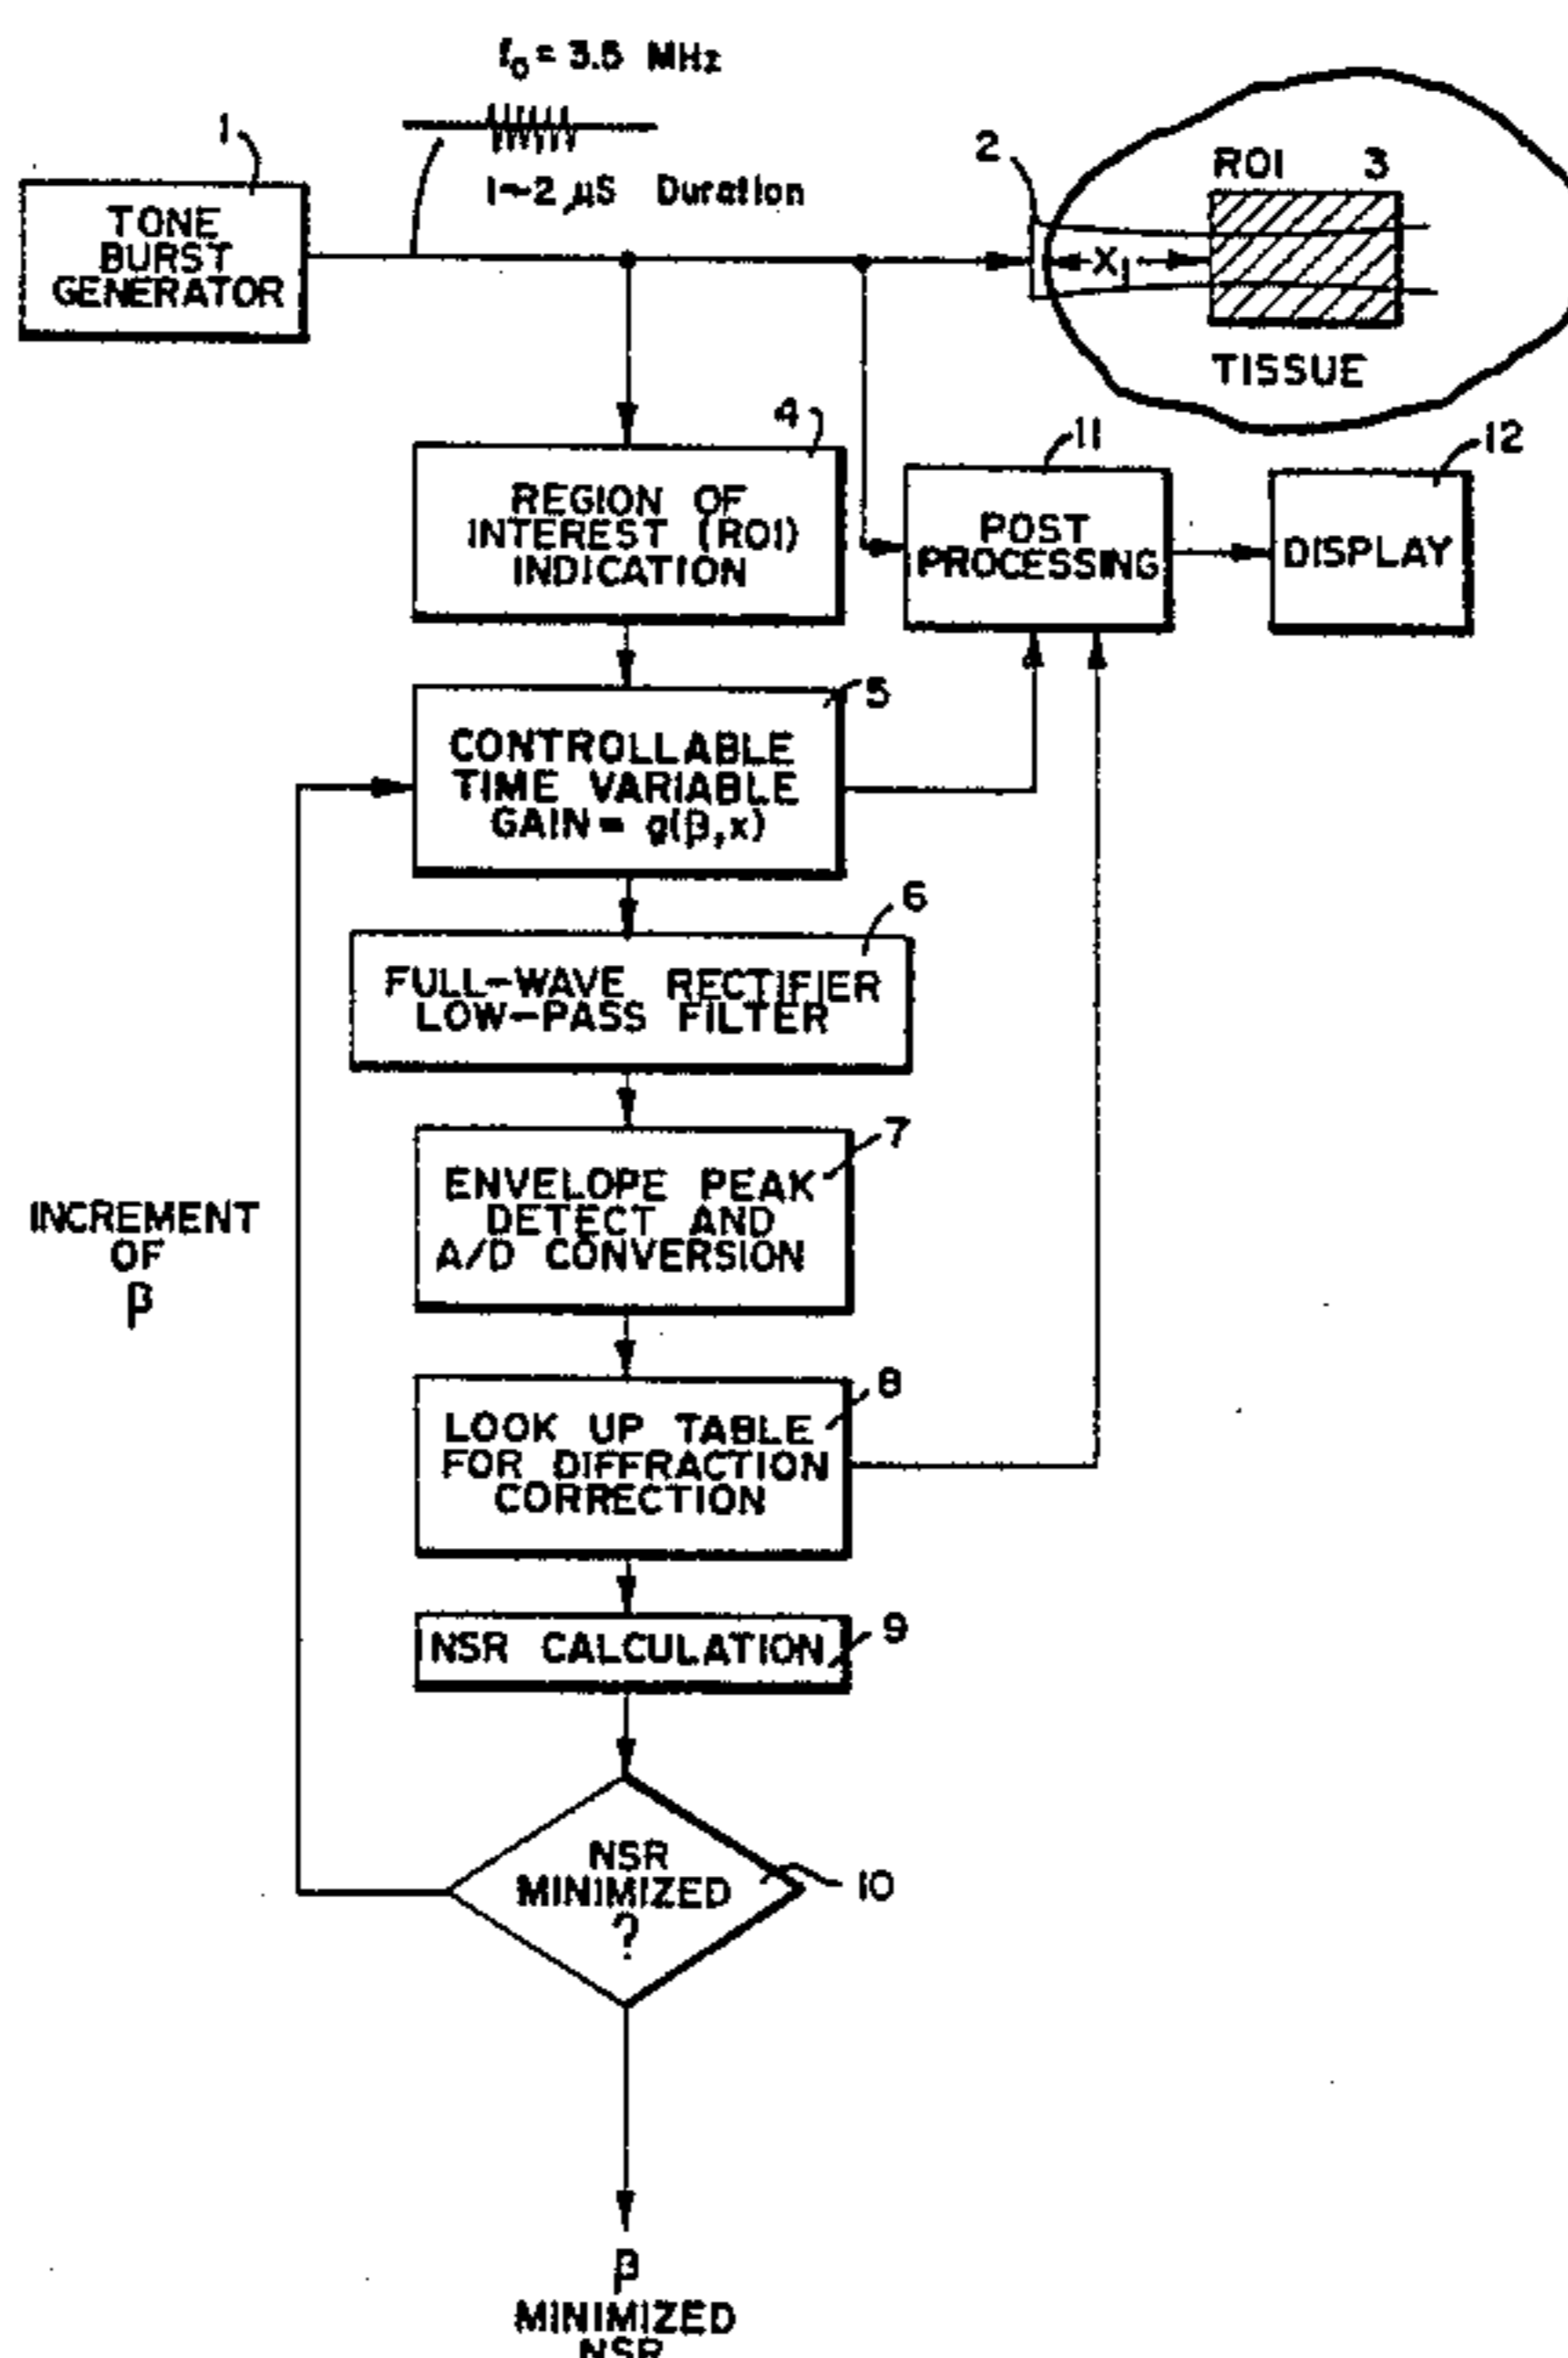 f₀ = 3.5 MHz
1
1~2 µS Duration
TONE
BURST
GENERATOR
2
ROI 3
X₁
TISSUE
4
REGION OF
INTEREST (ROI)
INDICATION
11
POST
PROCESSING
12
DISPLAY
5
CONTROLLABLE
TIME VARIABLE
GAIN = g(β,x)
6
FULL-WAVE RECTIFIER
LOW-PASS FILTER
7
ENVELOPE PEAK
DETECT AND
A/D CONVERSION
INCREMENT
OF
β
8
LOOK UP TABLE
FOR DIFFRACTION
CORRECTION
9
NSR CALCULATION
NSR
MINIMIZED
?
10
β
MINIMIZED
NSR